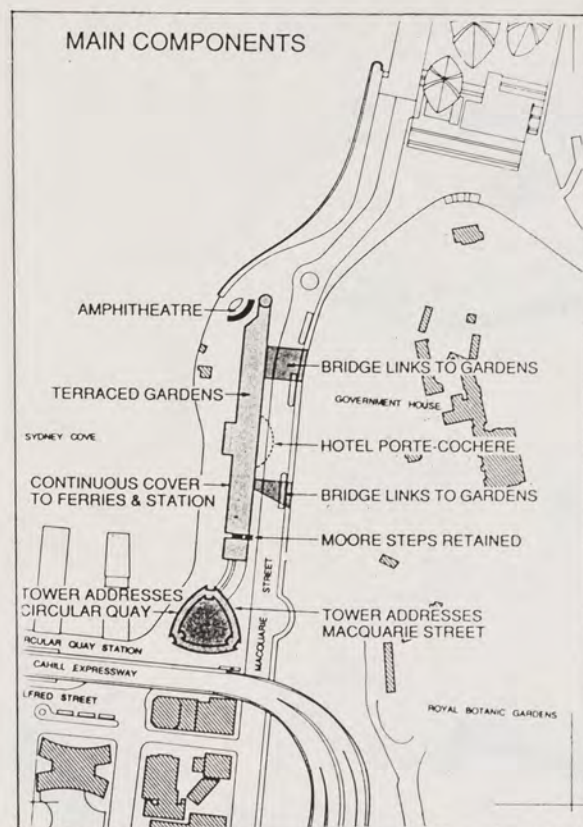 MAIN COMPONENTS
AMPHITHEATRE
BRIDGE LINKS TO GARDENS
TERRACED GARDENS
GOVERNMENT HOUSE
SYDNEY COVE
HOTEL PORTE-COCHERE
CONTINUOUS COVER
TO FERRIES & STATION
BRIDGE LINKS TO GARDENS
MOORE STEPS RETAINED
MACQUARIE STREET
TOWER ADDRESSES
CIRCULAR QUAY
TOWER ADDRESSES
MACQUARIE STREET
RCULAR QUAY STATION
CAHILL EXPRESSWAY
LFRED STREET
ROYAL BOTANIC GARDENS